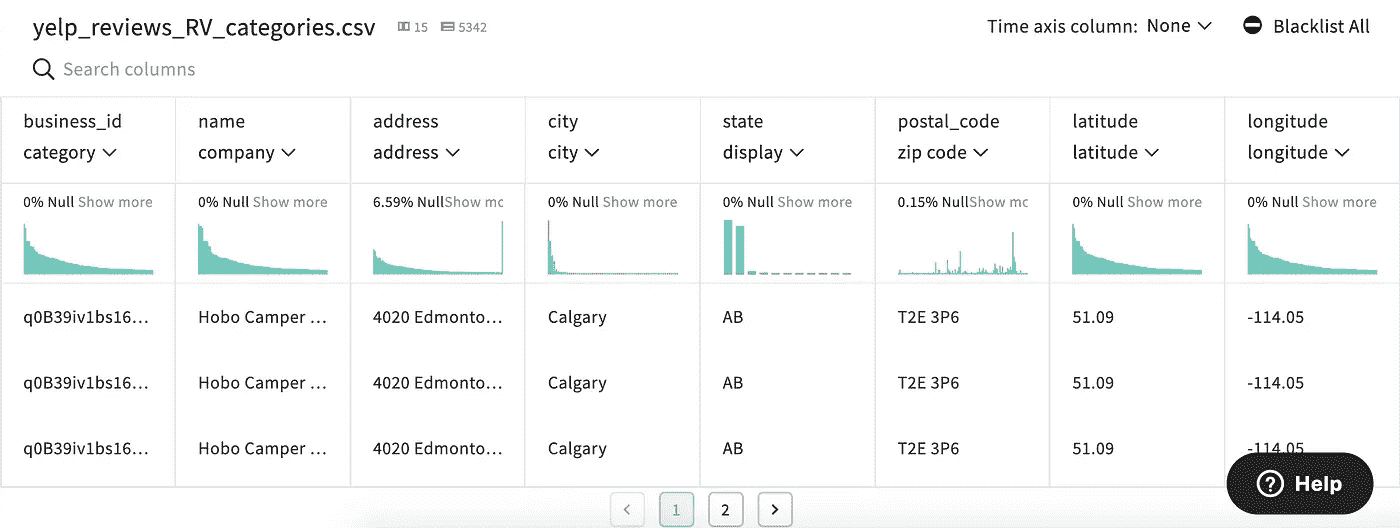 yelp_reviews_RV_categories.csv 15 5342 Time axis column: None Blacklist All
Search columns
business_id name address city state postal_code latitude longitude
category company address city display zip code latitude longitude
0% Null Show more 0% Null Show more 6.59% NullShow mc 0% Null Show more 0% Null Show more 0.15% NullShow mc 0% Null Show more 0% Null Show more
q0B39iv1bs16... Hobo Camper ... 4020 Edmonto... Calgary AB T2E 3P6 51.09 -114.05
q0B39iv1bs16... Hobo Camper ... 4020 Edmonto... Calgary AB T2E 3P6 51.09 -114.05
q0B39iv1bs16... Hobo Camper ... 4020 Edmonto... Calgary AB T2E 3P6 51.09 -114.05
? Help
< 1 2 >